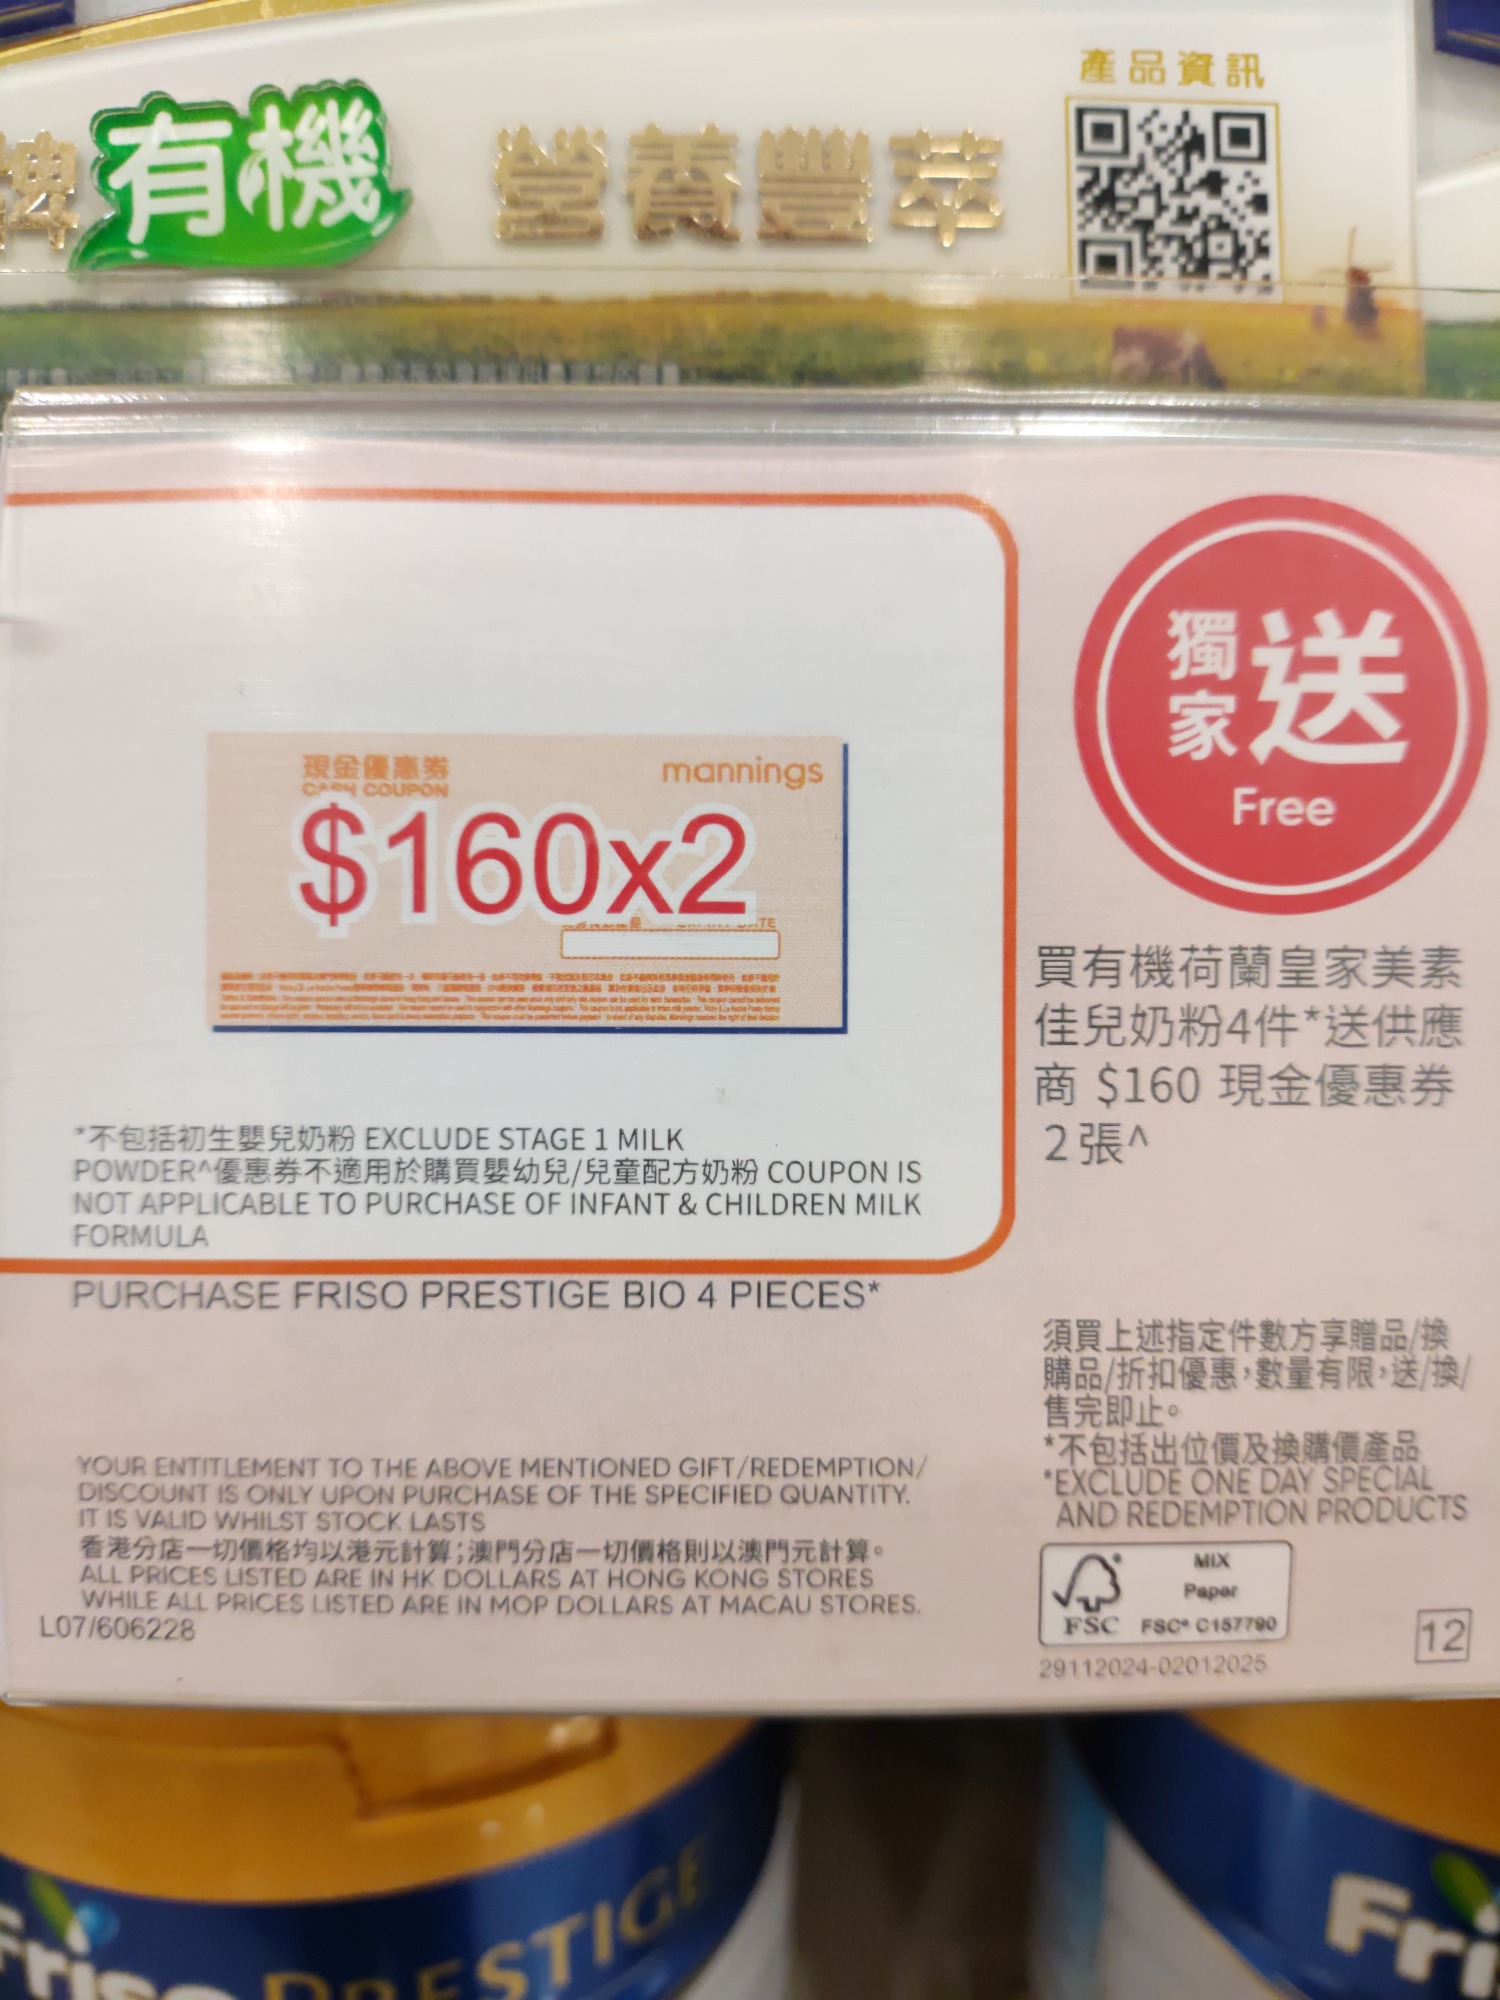 產品資訊
牌有機 營養豐萃
現金優惠券
CASH COUPON
mannings
$160x2
獨家送
Free
買有機荷蘭皇家美素
佳兒奶粉4件*送供應
商 $160 現金優惠券
2張^
*不包括初生嬰兒奶粉 EXCLUDE STAGE 1 MILK
POWDER^優惠券不適用於購買嬰幼兒/兒童配方奶粉 COUPON IS
NOT APPLICABLE TO PURCHASE OF INFANT & CHILDREN MILK
FORMULA
PURCHASE FRISO PRESTIGE BIO 4 PIECES*
須買上述指定件數方享贈品/換
購品/折扣優惠，數量有限，送/換/
售完即止。
*不包括出位價及換購價產品
*EXCLUDE ONE DAY SPECIAL
AND REDEMPTION PRODUCTS
YOUR ENTITLEMENT TO THE ABOVE MENTIONED GIFT/REDEMPTION/
DISCOUNT IS ONLY UPON PURCHASE OF THE SPECIFIED QUANTITY.
IT IS VALID WHILST STOCK LASTS
香港分店一切價格均以港元計算；澳門分店一切價格則以澳門元計算。
ALL PRICES LISTED ARE IN HK DOLLARS AT HONG KONG STORES
WHILE ALL PRICES LISTED ARE IN MOP DOLLARS AT MACAU STORES.
L07/606228
MIX
Paper
FSC FSC® C157790
29112024-02012025
12
Friso PRESTIGE
Fri